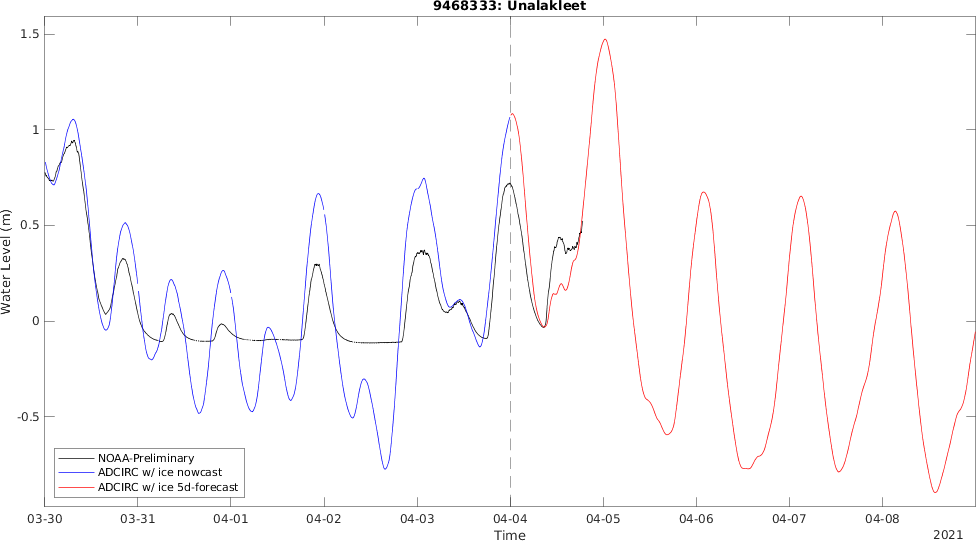 9468333: Unalakleet
1.5
1
0.5
0
-0.5
Water Level (m)
NOAA-Preliminary
ADCIRC w/ ice nowcast
ADCIRC w/ ice 5d-forecast
03-30 03-31 04-01 04-02 04-03 04-04 04-05 04-06 04-07 04-08
Time
2021